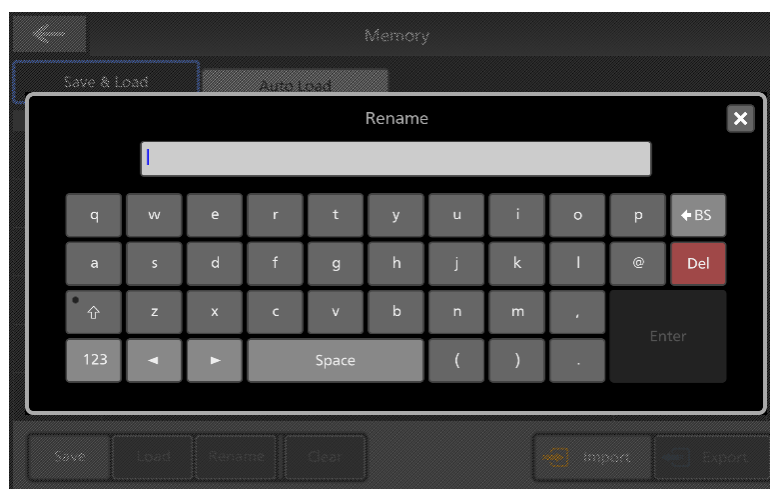 Memory
Save & Load Auto Load
Rename
q w e r t y u i o p BS
a s d f g h j k l @ Del
z x c v b n m ,
Enter
123 Space ( ) .
Save Load Rename Clear Import Export